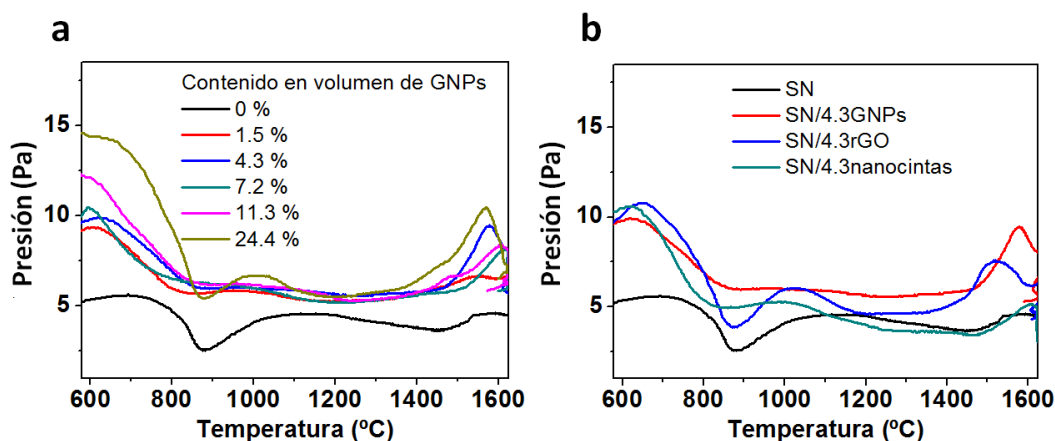 a
b
Presión (Pa)
15
10
5
Contenido en volumen de GNPs
0 %
1.5 %
4.3 %
7.2 %
11.3 %
24.4 %
600 800 1000 1200 1400 1600
Temperatura (ºC)
Presión (Pa)
15
10
5
SN
SN/4.3GNPs
SN/4.3rGO
SN/4.3nanocintas
600 800 1000 1200 1400 1600
Temperatura (ºC)